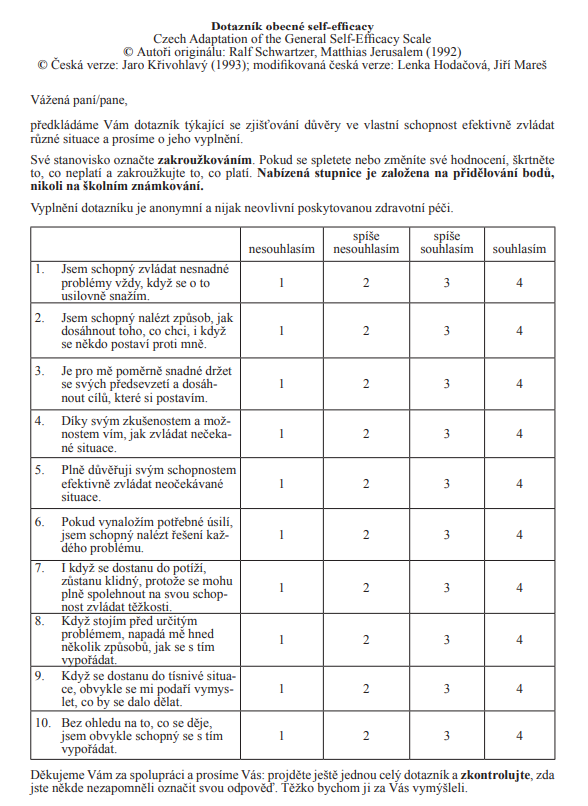 Dotazník obecné self-efficacy
Czech Adaptation of the General Self-Efficacy Scale
© Autoři originálu: Ralf Schwartzer, Matthias Jerusalem (1992)
© Česká verze: Jaro Křivohlavý (1993); modifikovaná česká verze: Lenka Hodačová, Jiří Mareš
Vážená paní/pane,
předkládáme Vám dotazník týkající se zjišťování důvěry ve vlastní schopnost efektivně zvládat
různé situace a prosíme o jeho vyplnění.
Své stanovisko označte zakroužkováním. Pokud se spletete nebo změníte své hodnocení, škrtněte
to, co neplatí a zakroužkujte to, co platí. Nabízená stupnice je založena na přidělování bodů,
nikoli na školním známkování.
Vyplnění dotazníku je anonymní a nijak neovlivní poskytovanou zdravotní péči.
nesouhlasím spíše nesouhlasím spíše souhlasím souhlasím
1. Jsem schopný zvládat nesnadné
problémy vždy, když se o to
usilovně snažím.
1 2 3 4
2. Jsem schopný nalézt způsob, jak
dosáhnout toho, co chci, i když
se někdo postaví proti mně.
1 2 3 4
3. Je pro mě poměrně snadné držet
se svých předsevzetí a dosáh-
nout cílů, které si postavím.
1 2 3 4
4. Díky svým zkušenostem a mož-
nostem vím, jak zvládat nečeka-
né situace.
1 2 3 4
5. Plně důvěřuji svým schopnostem
efektivně zvládat neočekávané
situace.
1 2 3 4
6. Pokud vynaložím potřebné úsilí,
jsem schopný nalézt řešení kaž-
dého problému.
1 2 3 4
7. I když se dostanu do potíží,
zůstanu klidný, protože se mohu
plně spolehnout na svou schop-
nost zvládat těžkosti.
1 2 3 4
8. Když stojím před určitým
problémem, napadá mě hned
několik způsobů, jak se s tím
vypořádat.
1 2 3 4
9. Když se dostanu do tísnivé situa-
ce, obvykle se mi podaří vymys-
let, co by se dalo dělat.
1 2 3 4
10. Bez ohledu na to, co se děje,
jsem obvykle schopný se s tím
vypořádat.
1 2 3 4
Děkujeme Vám za spolupráci a prosíme Vás: projděte ještě jednou celý dotazník a zkontrolujte, zda
jste někde nezapomněli označit svou odpověď. Těžko bychom ji za Vás vymýšleli.